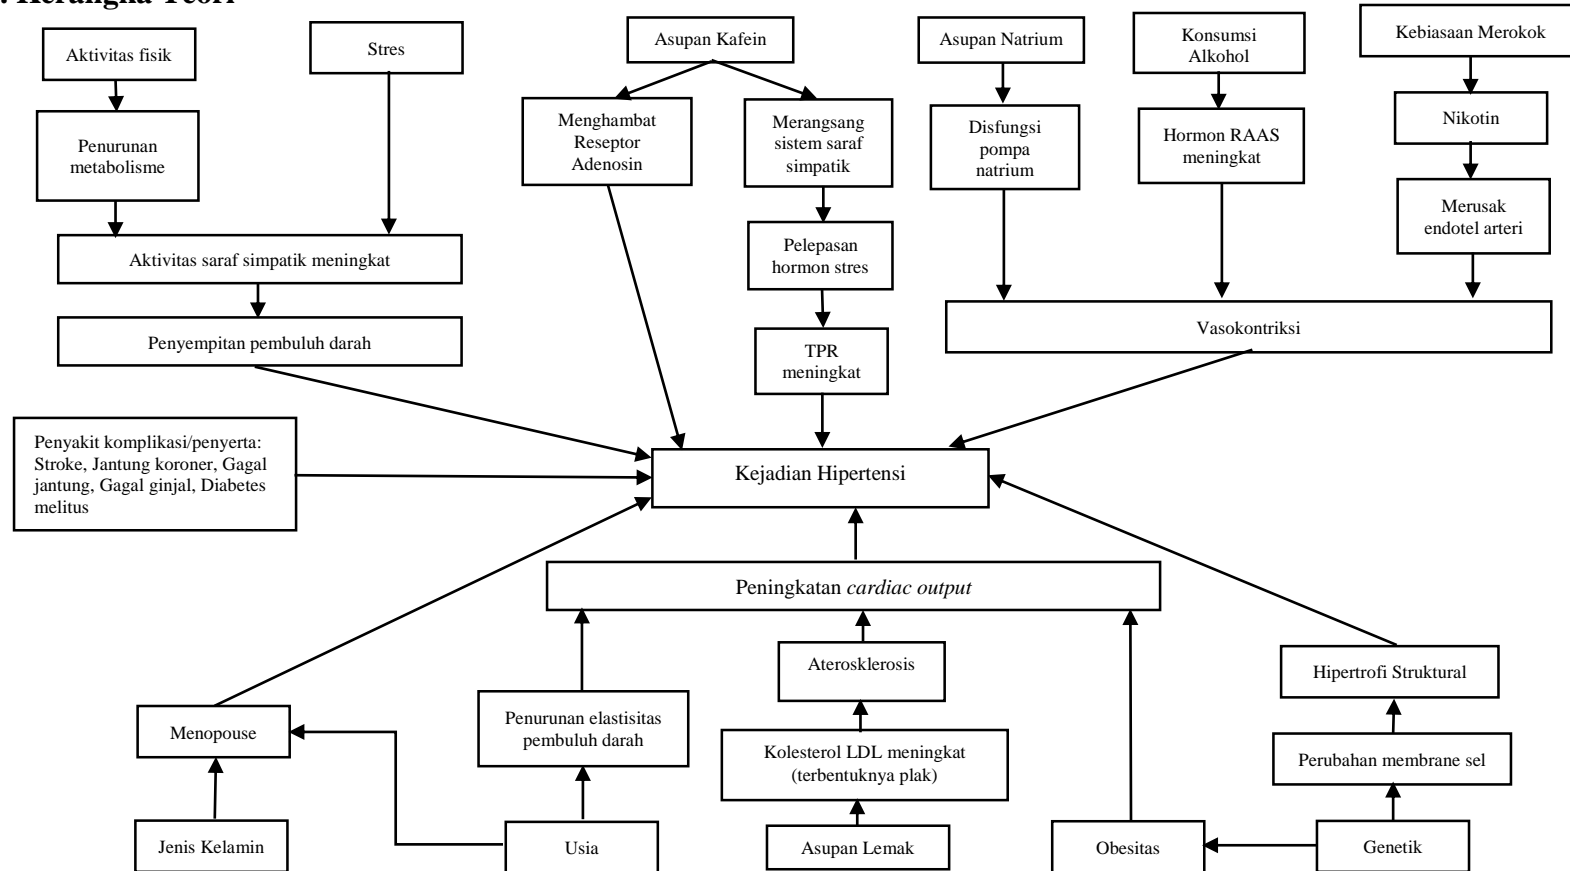 . Kerangka Teori
Aktivitas fisik
Stres
Asupan Kafein
Asupan Natrium
Konsumsi
Alkohol
Kebiasaan Merokok
Penurunan
metabolisme
Menghambat
Reseptor
Adenosin
Merangsang
sistem saraf
simpatik
Disfungsi
pompa
natrium
Hormon RAAS
meningkat
Nikotin
Merusak
endotel arteri
Aktivitas saraf simpatik meningkat
Pelepasan
hormon stres
Penyempitan pembuluh darah
TPR
meningkat
Vasokontriksi
Penyakit komplikasi/penyerta:
Stroke, Jantung koroner, Gagal
jantung, Gagal ginjal, Diabetes
melitus
Kejadian Hipertensi
Peningkatan cardiac output
Aterosklerosis
Hipertrofi Struktural
Menopouse
Penurunan elastisitas
pembuluh darah
Kolesterol LDL meningkat
(terbentuknya plak)
Perubahan membrane sel
Jenis Kelamin
Usia
Asupan Lemak
Obesitas
Genetik